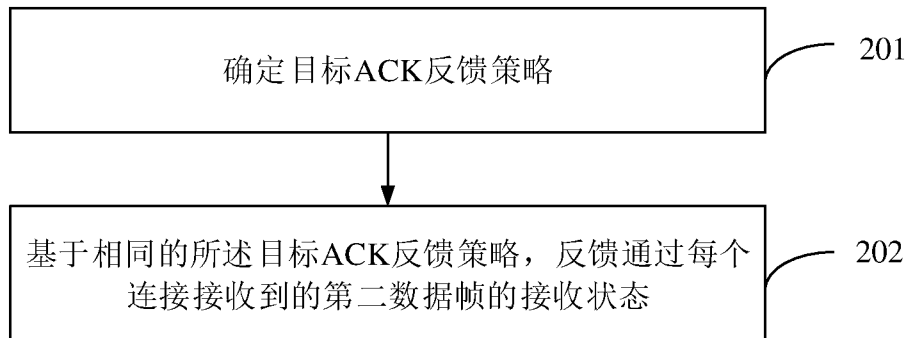 确定目标ACK反馈策略
201
基于相同的所述目标ACK反馈策略，反馈通过每个
连接接收到的第二数据帧的接收状态
202